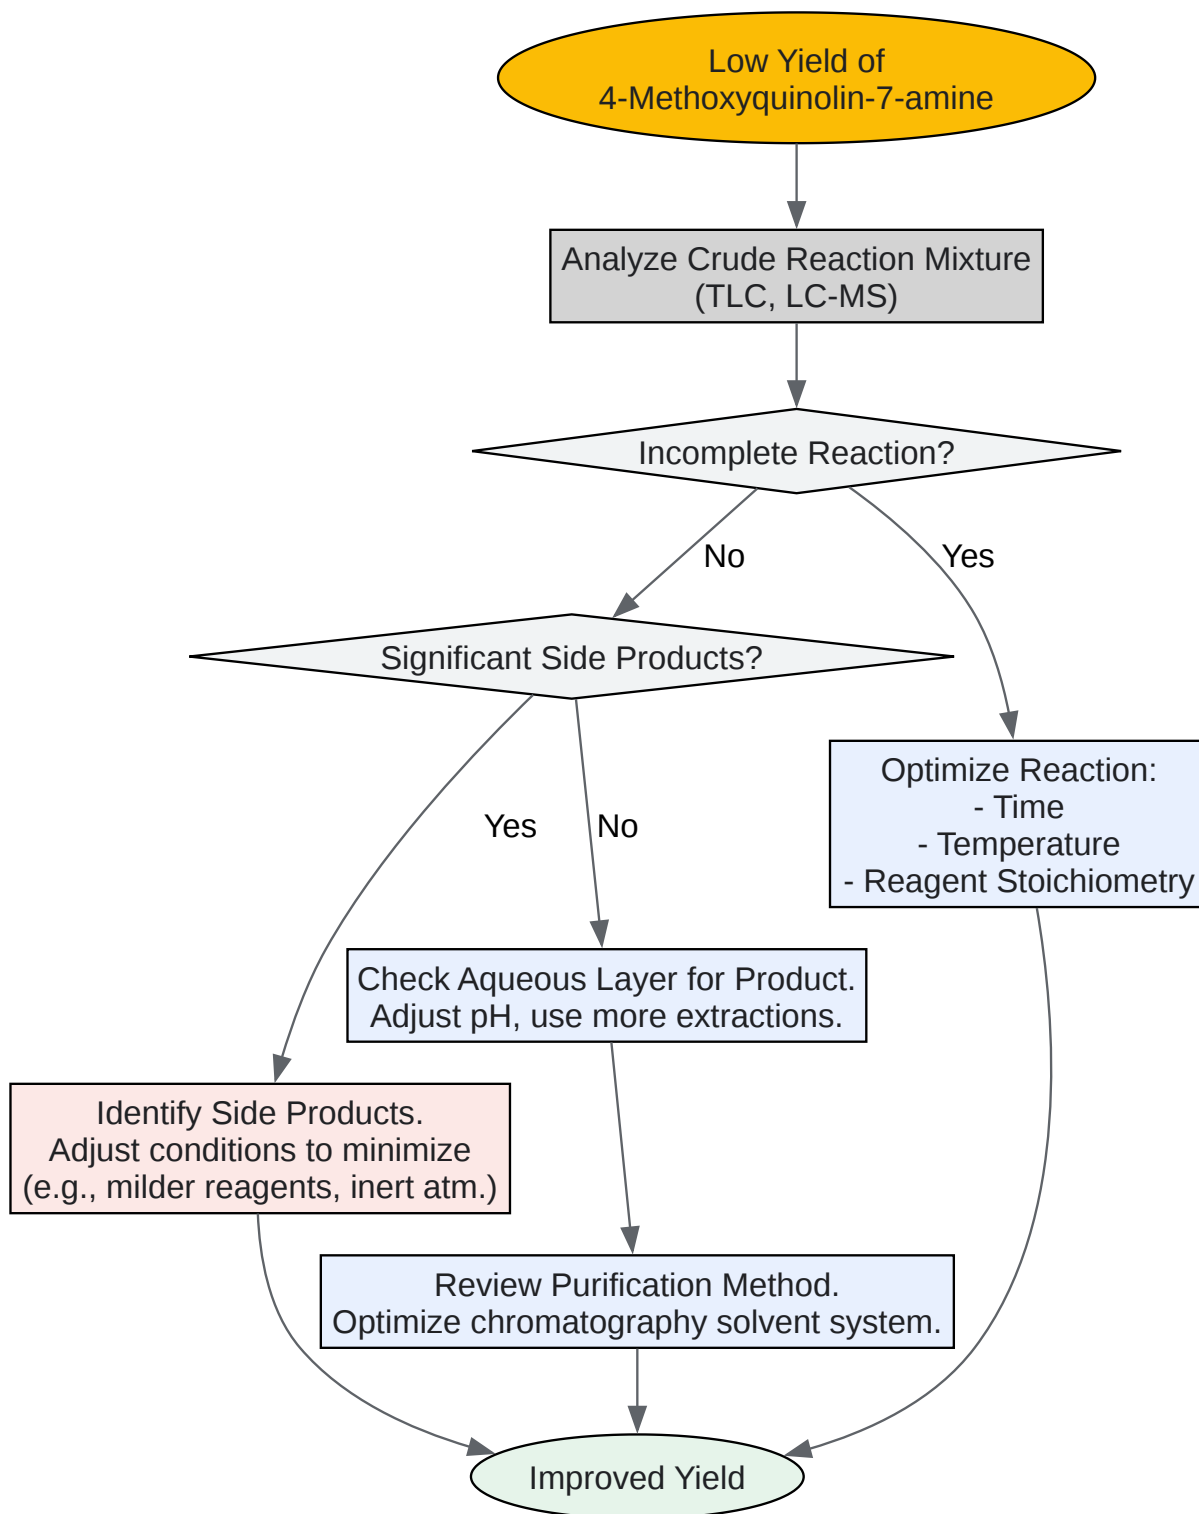 Low Yield of
4-Methoxyquinolin-7-amine
Analyze Crude Reaction Mixture
(TLC, LC-MS)
Incomplete Reaction?
No
Yes
Significant Side Products?
Optimize Reaction:
- Time
- Temperature
- Reagent Stoichiometry
Yes
No
Check Aqueous Layer for Product.
Adjust pH, use more extractions.
Identify Side Products.
Adjust conditions to minimize
(e.g., milder reagents, inert atm.)
Review Purification Method.
Optimize chromatography solvent system.
Improved Yield